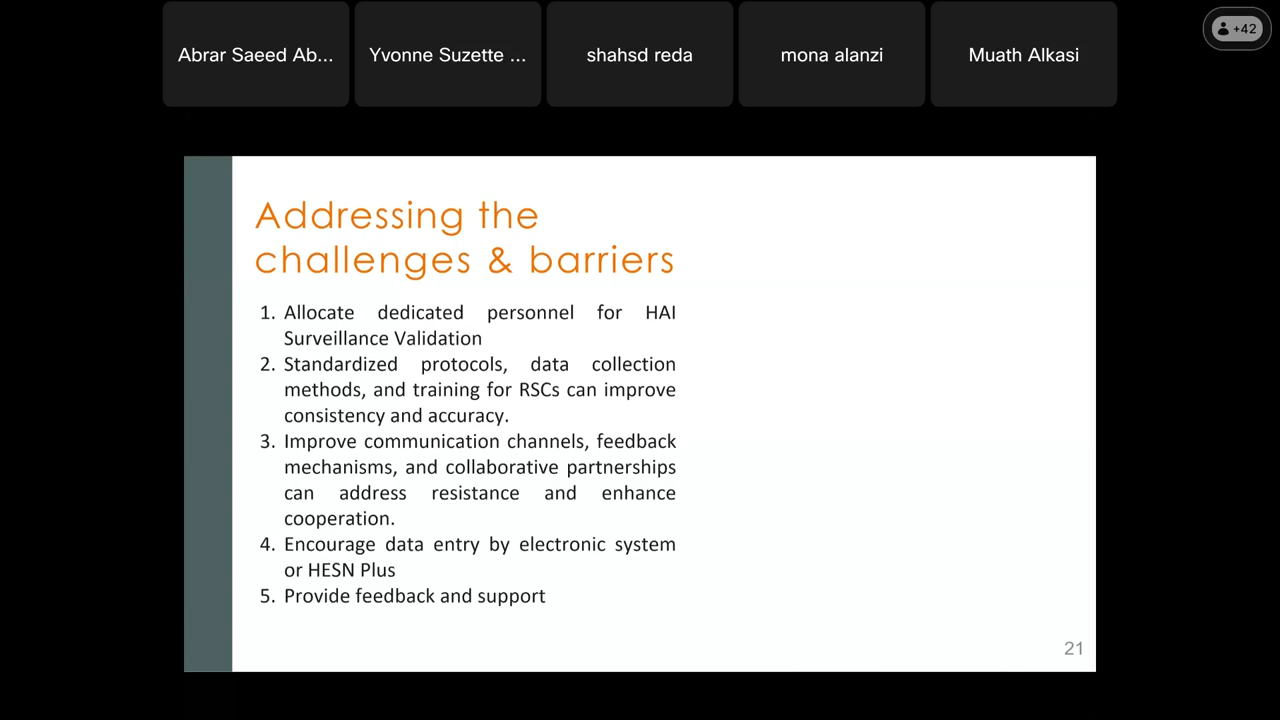 Abrar Saeed Ab...
Yvonne Suzette ...
shahsd reda
mona alanzi
Muath Alkasi
+42
Addressing the
challenges & barriers
1. Allocate dedicated personnel for HAI
Surveillance Validation
2. Standardized protocols, data collection
methods, and training for RSCs can improve
consistency and accuracy.
3. Improve communication channels, feedback
mechanisms, and collaborative partnerships
can address resistance and enhance
cooperation.
4. Encourage data entry by electronic system
or HESN Plus
5. Provide feedback and support
21